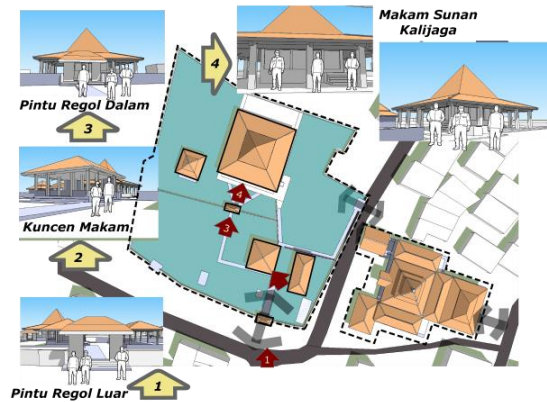 4
Makam Sunan
Kalijaga
Pintu Regol Dalam
3
Kuncen Makam
2
4
3
Pintu Regol Luar
1
1